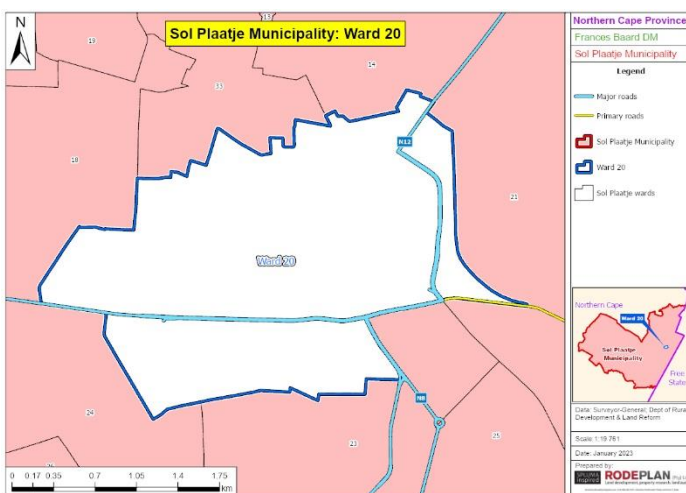 N
Sol Plaatje Municipality: Ward 20
19
15
14
33
18
N12
21
Ward 20
24
23
N8
25
0 0.17 0.35 0.7 1.05 1.4 1.75
km
Northern Cape Province
Frances Baard DM
Sol Plaatje Municipality
Legend
Major roads
Primary roads
Sol Plaatje Municipality
Ward 20
Sol Plaatje wards
Northern Cape
Ward 20
Sol Plaatje
Municipality
Free
State
Data: Surveyor-General; Dept of Rura
Development & Land Reform
Scale: 1:19 761
Date: January 2023
Prepared by:
SPLUMA
Inspired
RODEPLAN